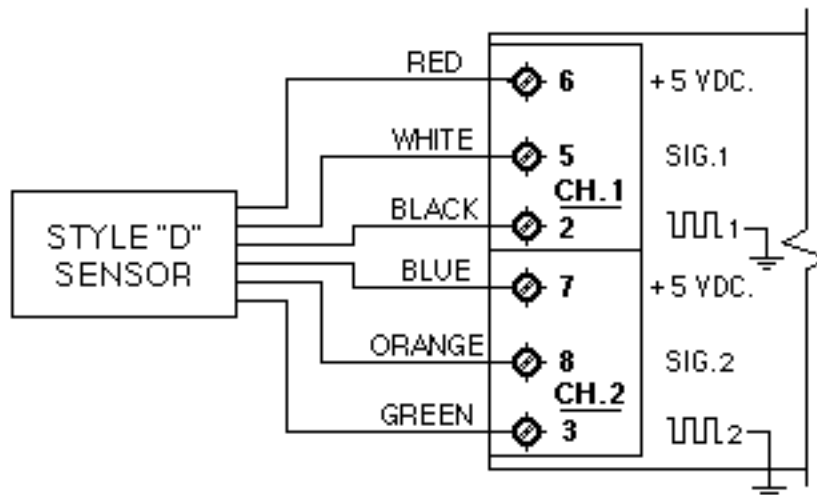 RED
6
+5 VDC.
WHITE
5
SIG.1
CH.1
BLACK
2
1
STYLE "D"
SENSOR
BLUE
7
+5 VDC.
ORANGE
8
SIG.2
CH.2
GREEN
3
2